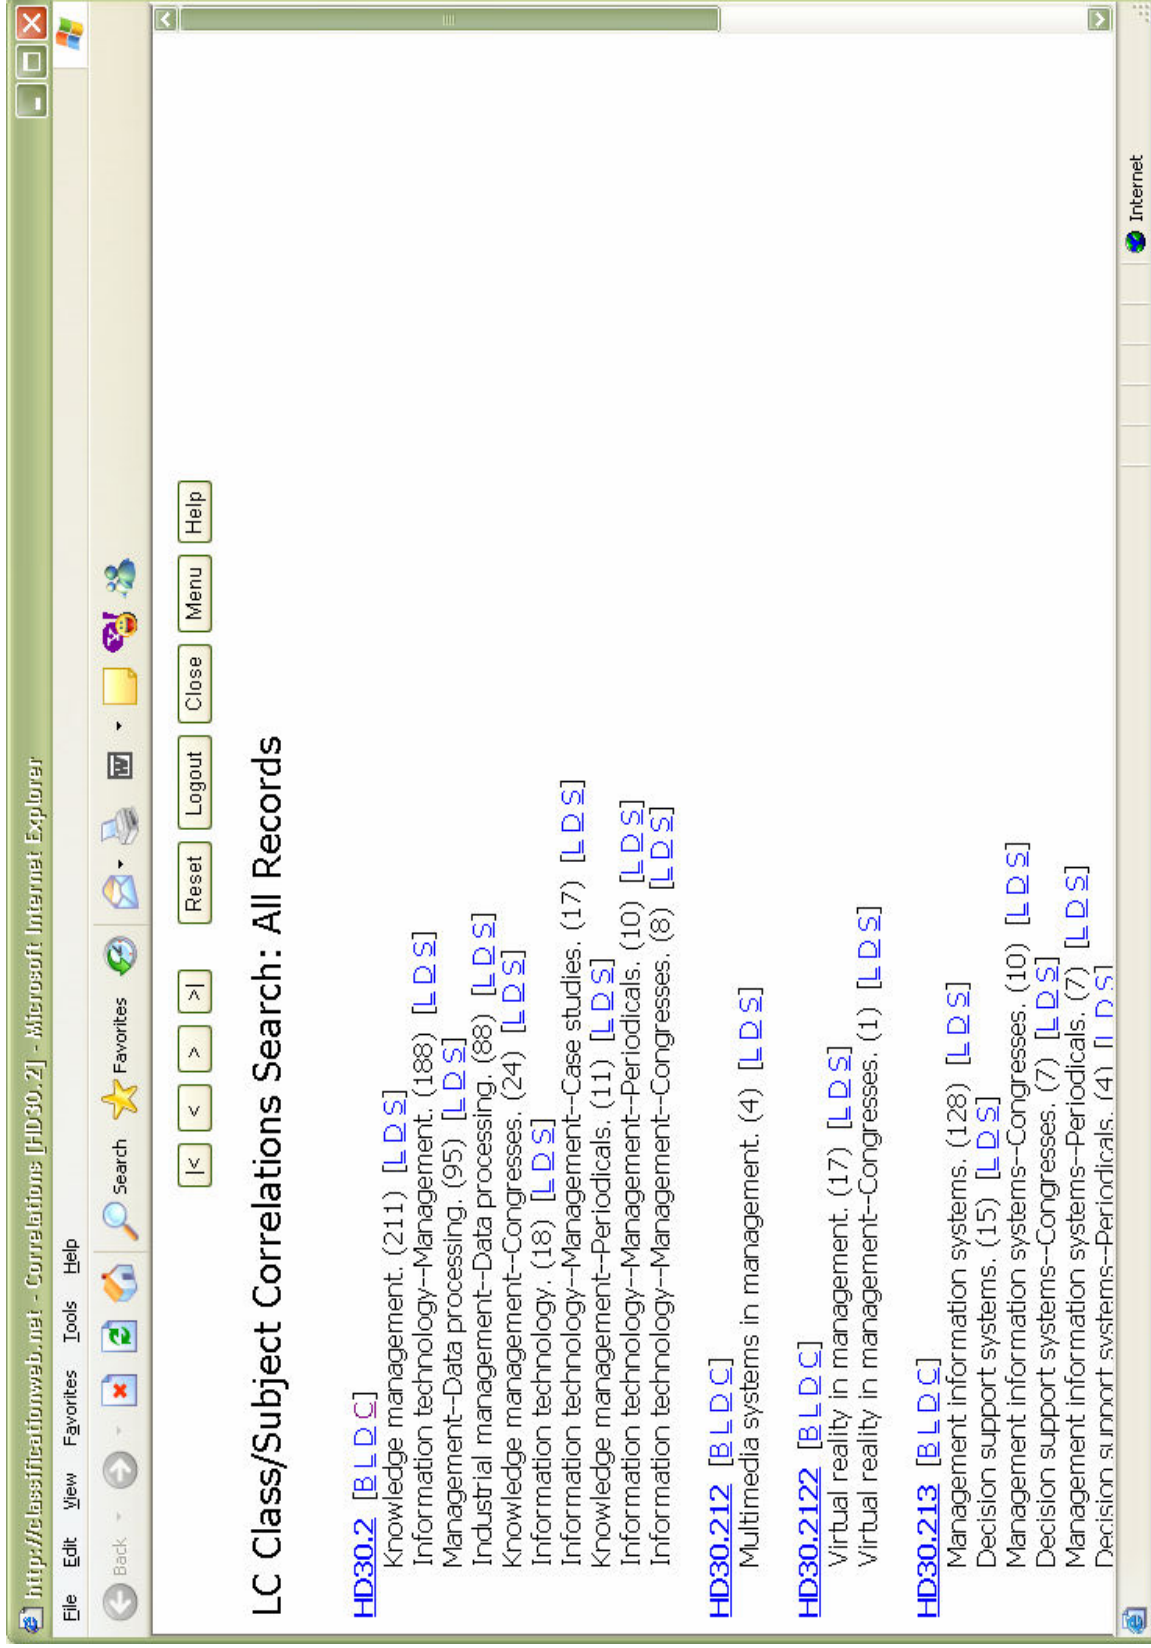 http://classificationweb.net - Correlations [HD30.2] - Microsoft Internet Explorer
File Edit View Favorites Tools Help
Back Search Favorites
|< < > >| Reset Logout Close Menu Help
LC Class/Subject Correlations Search: All Records
HD30.2 [B L D C]
Knowledge management. (211) [L D S]
Information technology--Management. (188) [L D S]
Management--Data processing. (95) [L D S]
Industrial management--Data processing. (88) [L D S]
Knowledge management--Congresses. (24) [L D S]
Information technology. (18) [L D S]
Information technology--Management--Case studies. (17) [L D S]
Knowledge management--Periodicals. (11) [L D S]
Information technology--Management--Periodicals. (10) [L D S]
Information technology--Management--Congresses. (8) [L D S]
HD30.212 [B L D C]
Multimedia systems in management. (4) [L D S]
HD30.2122 [B L D C]
Virtual reality in management. (17) [L D S]
Virtual reality in management--Congresses. (1) [L D S]
HD30.213 [B L D C]
Management information systems. (128) [L D S]
Decision support systems. (15) [L D S]
Management information systems--Congresses. (10) [L D S]
Decision support systems--Congresses. (7) [L D S]
Management information systems--Periodicals. (7) [L D S]
Decision support systems--Periodicals. (4) [L D S]
Internet